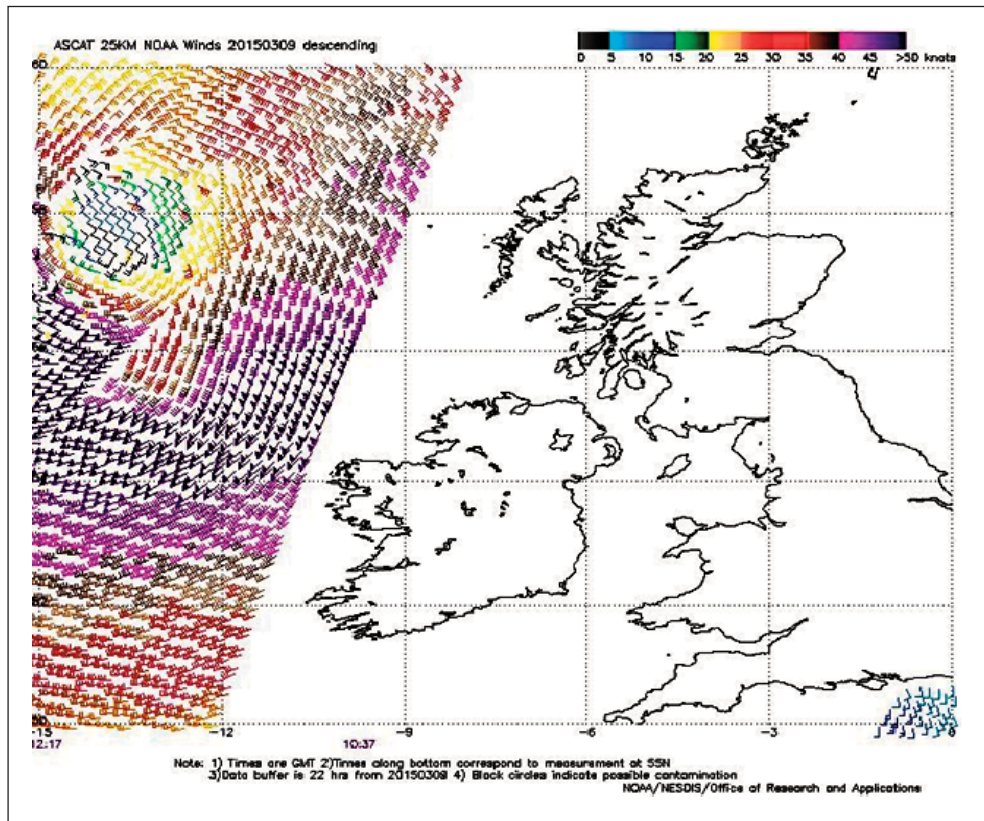 ASCAT 25KM NOAA Winds 20150309 descending
0 5 10 15 20 25 30 35 40 45 >50 knots
60
-15 -12 -9 -6 -3 0
10:37
Note: 1) Times are GMT 2)Times along bottom correspond to measurement at 55N
3)Data buffer is 22 hrs from 20150309 4) Black circles indicate possible contamination
NOAA/NESDIS/Office of Research and Applications